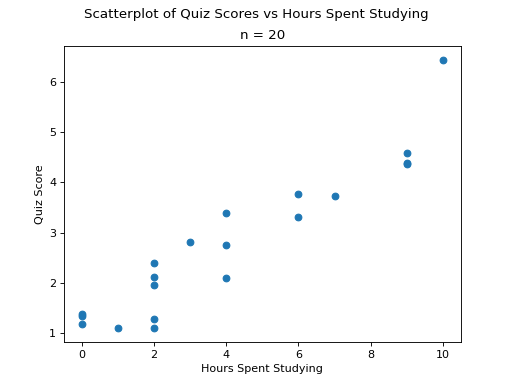 Scatterplot of Quiz Scores vs Hours Spent Studying
n = 20
6
5
4
3
2
1
Quiz Score
0 2 4 6 8 10
Hours Spent Studying